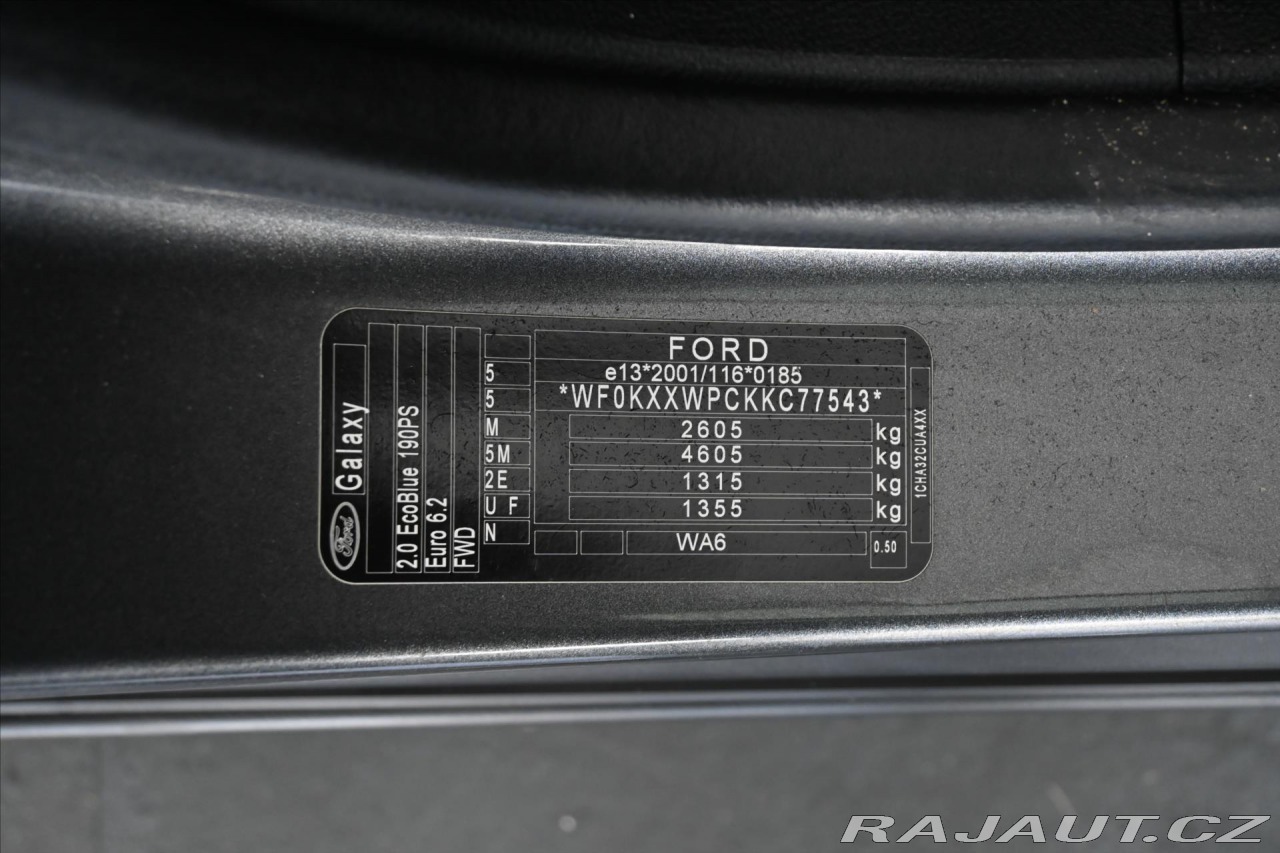 FORD
e13*2001/116*0185
*WF0KXXWPCKKC77543*
5
5
M 2605 kg
5M 4605 kg
2E 1315 kg
U F 1355 kg
N WA6 0.50
Ford Galaxy
2.0 EcoBlue 190PS
Euro 6.2
FWD
1CHA32CUA4XX
RAJAUT.CZ